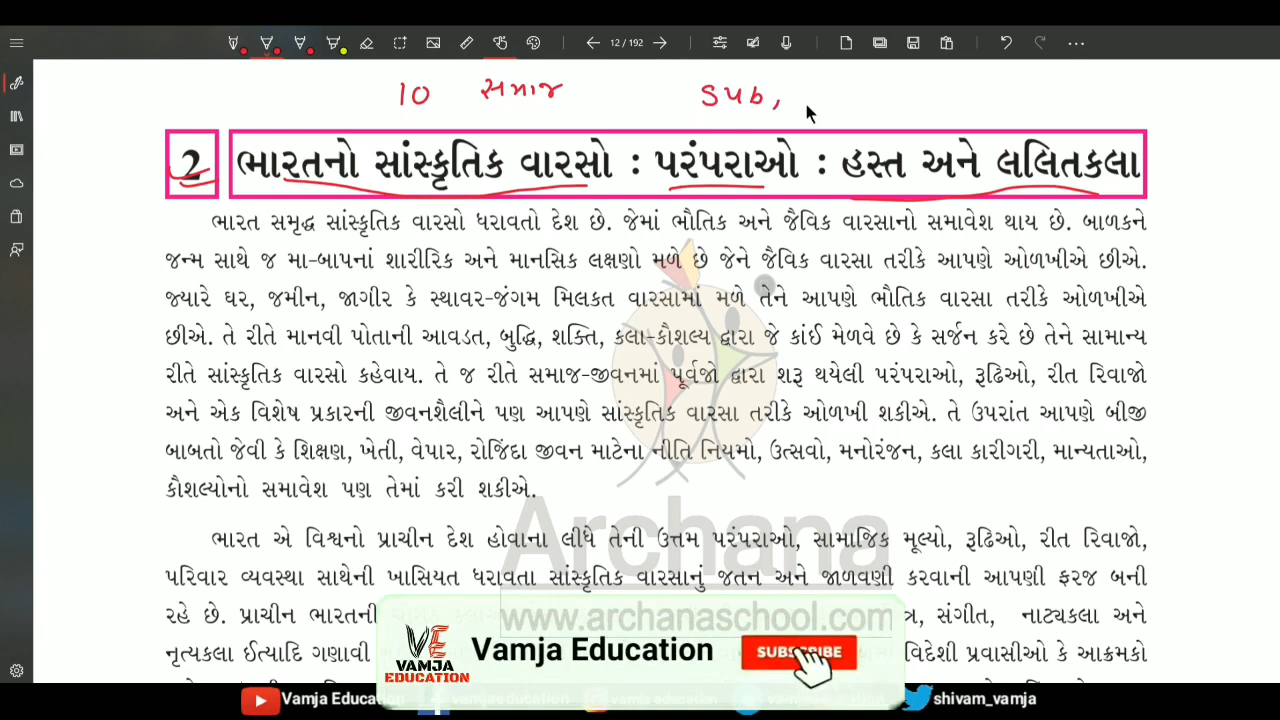 12 / 192
10 સમાજ Sub,
2 ભારતનો સાંસ્કૃતિક વારસો : પરંપરાઓ : હસ્ત અને લલિતકલા
ભારત સમૃદ્ધ સાંસ્કૃતિક વારસો ધરાવતો દેશ છે. જેમાં ભૌતિક અને જૈવિક વારસાનો સમાવેશ થાય છે. બાળકને
જન્મ સાથે જ મા-બાપનાં શારીરિક અને માનસિક લક્ષણો મળે છે જેને જૈવિક વારસા તરીકે આપણે ઓળખીએ છીએ.
જ્યારે ઘર, જમીન, જાગીર કે સ્થાવર-જંગમ મિલકત વારસામાં મળે તેને આપણે ભૌતિક વારસા તરીકે ઓળખીએ
છીએ. તે રીતે માનવી પોતાની આવડત, બુદ્ધિ, શક્તિ, કલા-કૌશલ્ય દ્વારા જે કાંઈ મેળવે છે કે સર્જન કરે છે તેને સામાન્ય
રીતે સાંસ્કૃતિક વારસો કહેવાય. તે જ રીતે સમાજ-જીવનમાં પૂર્વજો દ્વારા શરૂ થયેલી પરંપરાઓ, રૂઢિઓ, રીત રિવાજો
અને એક વિશેષ પ્રકારની જીવનશૈલીને પણ આપણે સાંસ્કૃતિક વારસા તરીકે ઓળખી શકીએ. તે ઉપરાંત આપણે બીજી
બાબતો જેવી કે શિક્ષણ, ખેતી, વેપાર, રોજિંદા જીવન માટેના નીતિ નિયમો, ઉત્સવો, મનોરંજન, કલા કારીગરી, માન્યતાઓ,
કૌશલ્યોનો સમાવેશ પણ તેમાં કરી શકીએ.
ભારત એ વિશ્વનો પ્રાચીન દેશ હોવાના લીધે તેની ઉત્તમ પરંપરાઓ, સામાજિક મૂલ્યો, રૂઢિઓ, રીત રિવાજો,
પરિવાર વ્યવસ્થા સાથેની ખાસિયત ધરાવતા સાંસ્કૃતિક વારસાનું જતન અને જાળવણી કરવાની આપણી ફરજ બની
રહે છે. પ્રાચીન ભારતની સંગીત, નાટ્યકલા અને
નૃત્યકલા ઈત્યાદિ ગણાવી વિદેશી પ્રવાસીઓ કે આક્રમકો
Archana
www.archanaschool.com
VE VAMJA EDUCATION
Vamja Education
SUBSCRIBE
Vamja Education vamjaeducation vamja education shivam_vamja